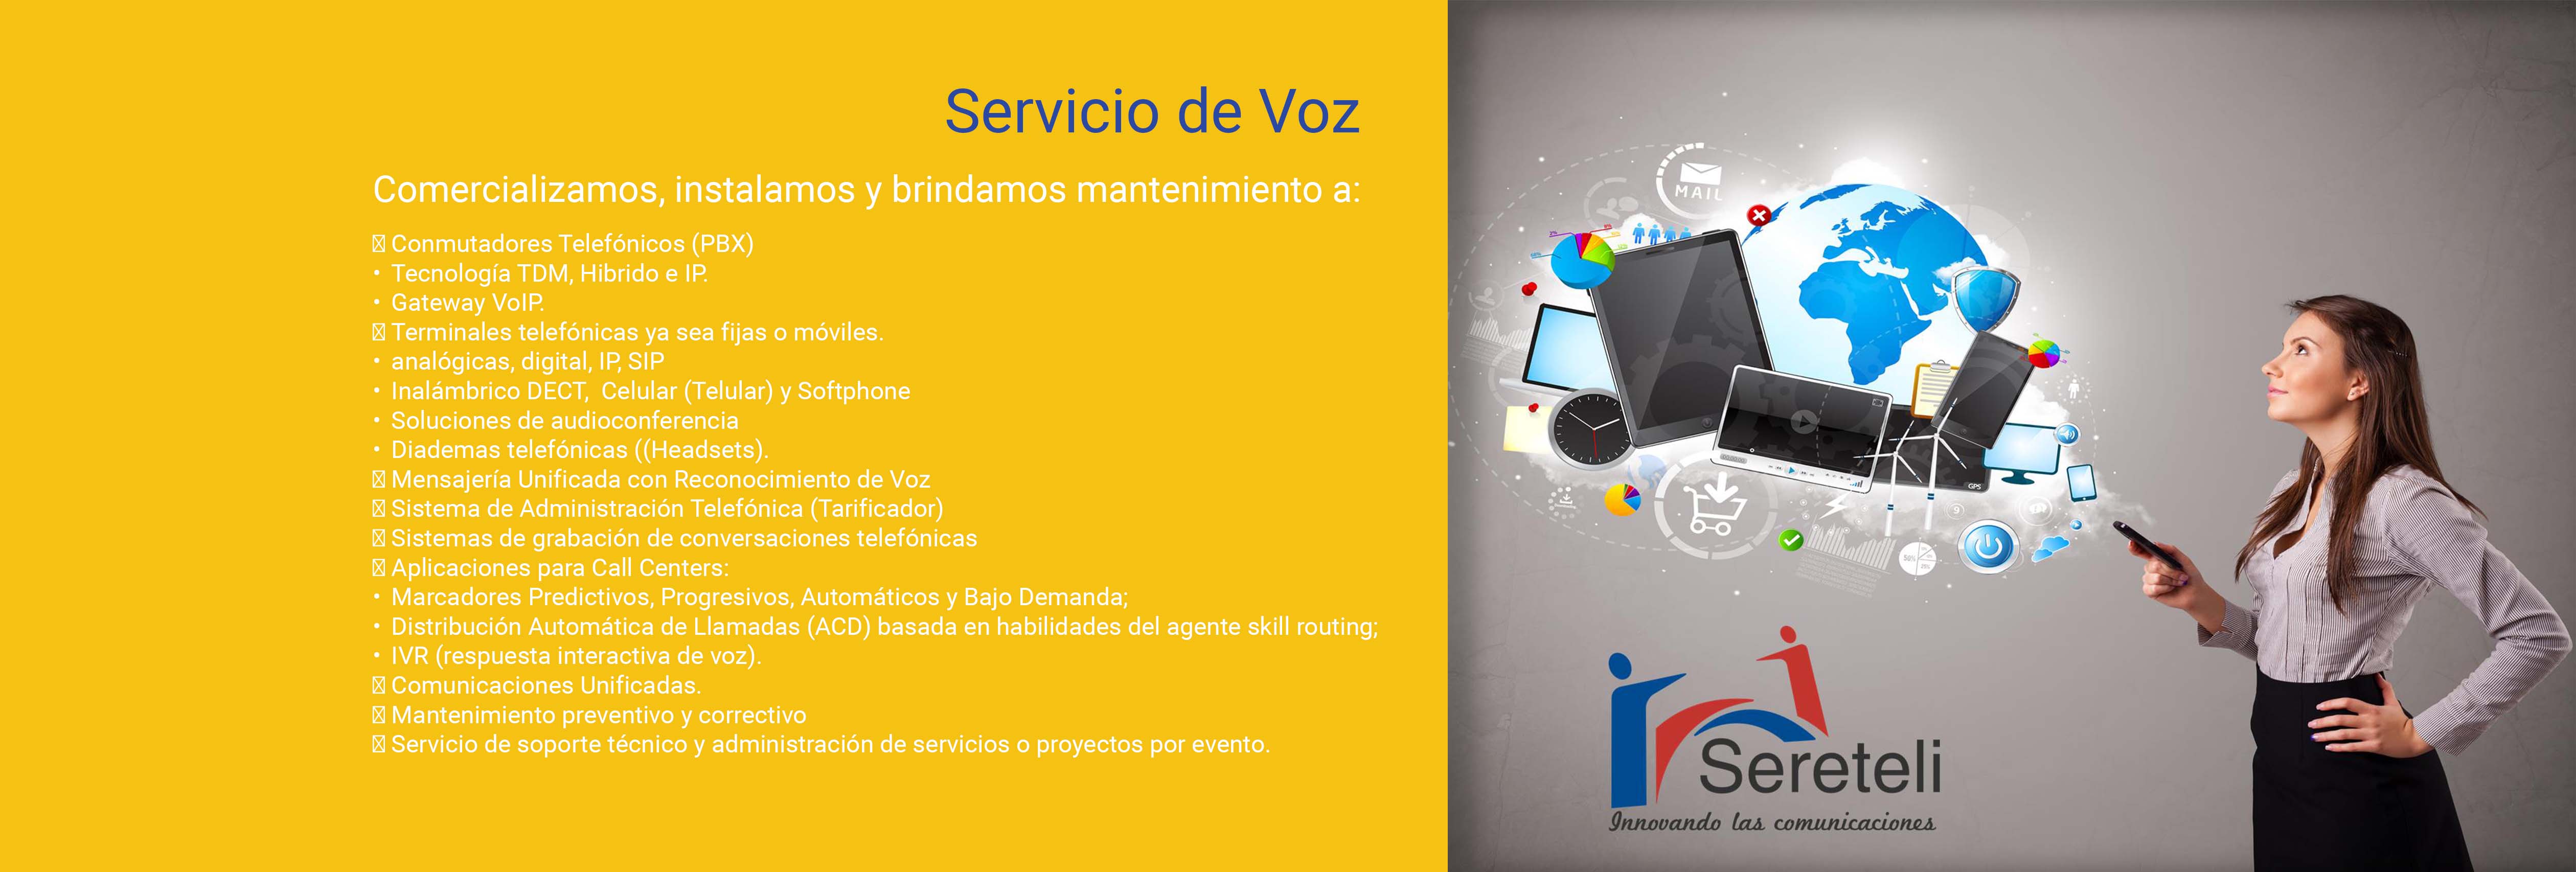 Servicio de Voz
Comercializamos, instalamos y brindamos mantenimiento a:
Conmutadores Telefónicos (PBX)
• Tecnología TDM, Hibrido e IP.
• Gateway VoIP.
Terminales telefónicas ya sea fijas o móviles.
• analógicas, digital, IP, SIP
• Inalámbrico DECT,  Celular (Telular) y Softphone
• Soluciones de audioconferencia
• Diademas telefónicas ((Headsets).
Mensajería Unificada con Reconocimiento de Voz
Sistema de Administración Telefónica (Tarificador)
Sistemas de grabación de conversaciones telefónicas
Aplicaciones para Call Centers:
• Marcadores Predictivos, Progresivos, Automáticos y Bajo Demanda;
• Distribución Automática de Llamadas (ACD) basada en habilidades del agente skill routing;
• IVR (respuesta interactiva de voz).
Comunicaciones Unificadas.
Mantenimiento preventivo y correctivo
Servicio de soporte técnico y administración de servicios o proyectos por evento.
MAIL
GPS
9
50%
25%
Sereteli
Innovando las comunicaciones